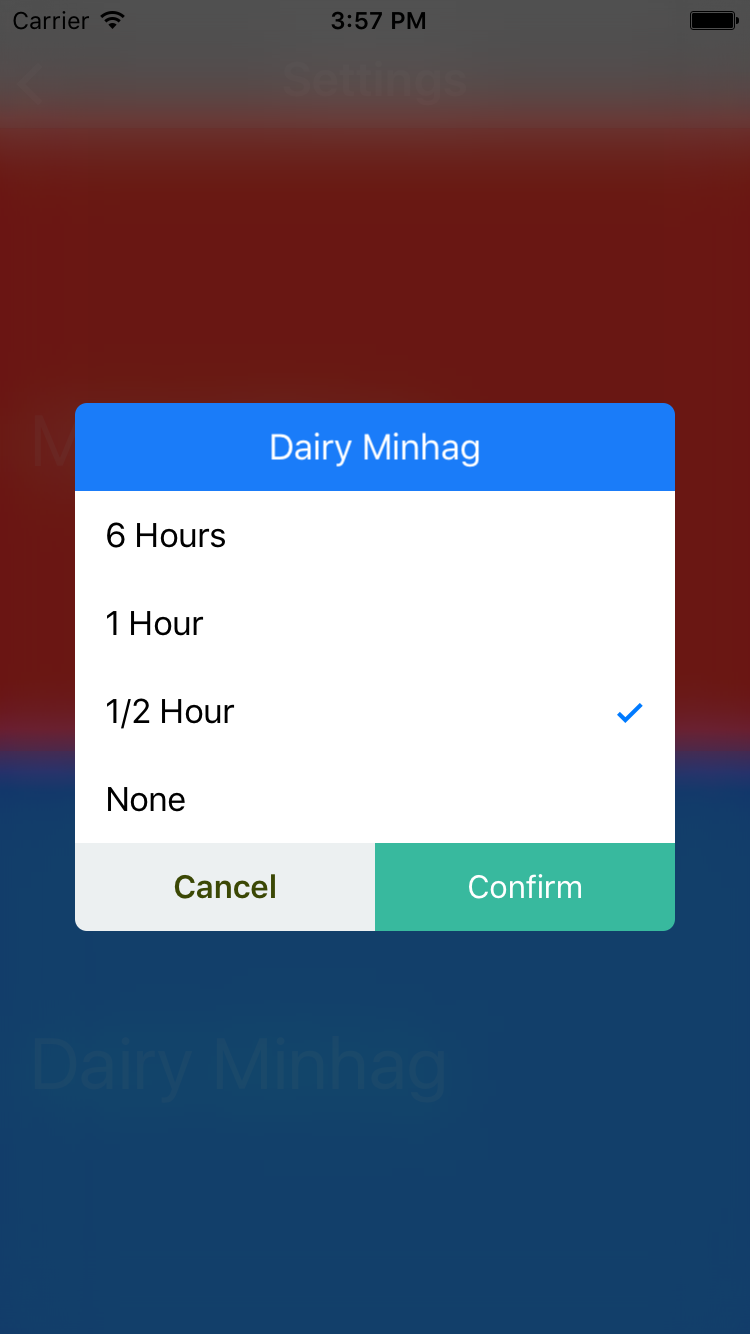 Carrier 3:57 PM
Settings
M
Dairy Minhag
6 Hours
1 Hour
1/2 Hour
None
Cancel Confirm
Dairy Minhag